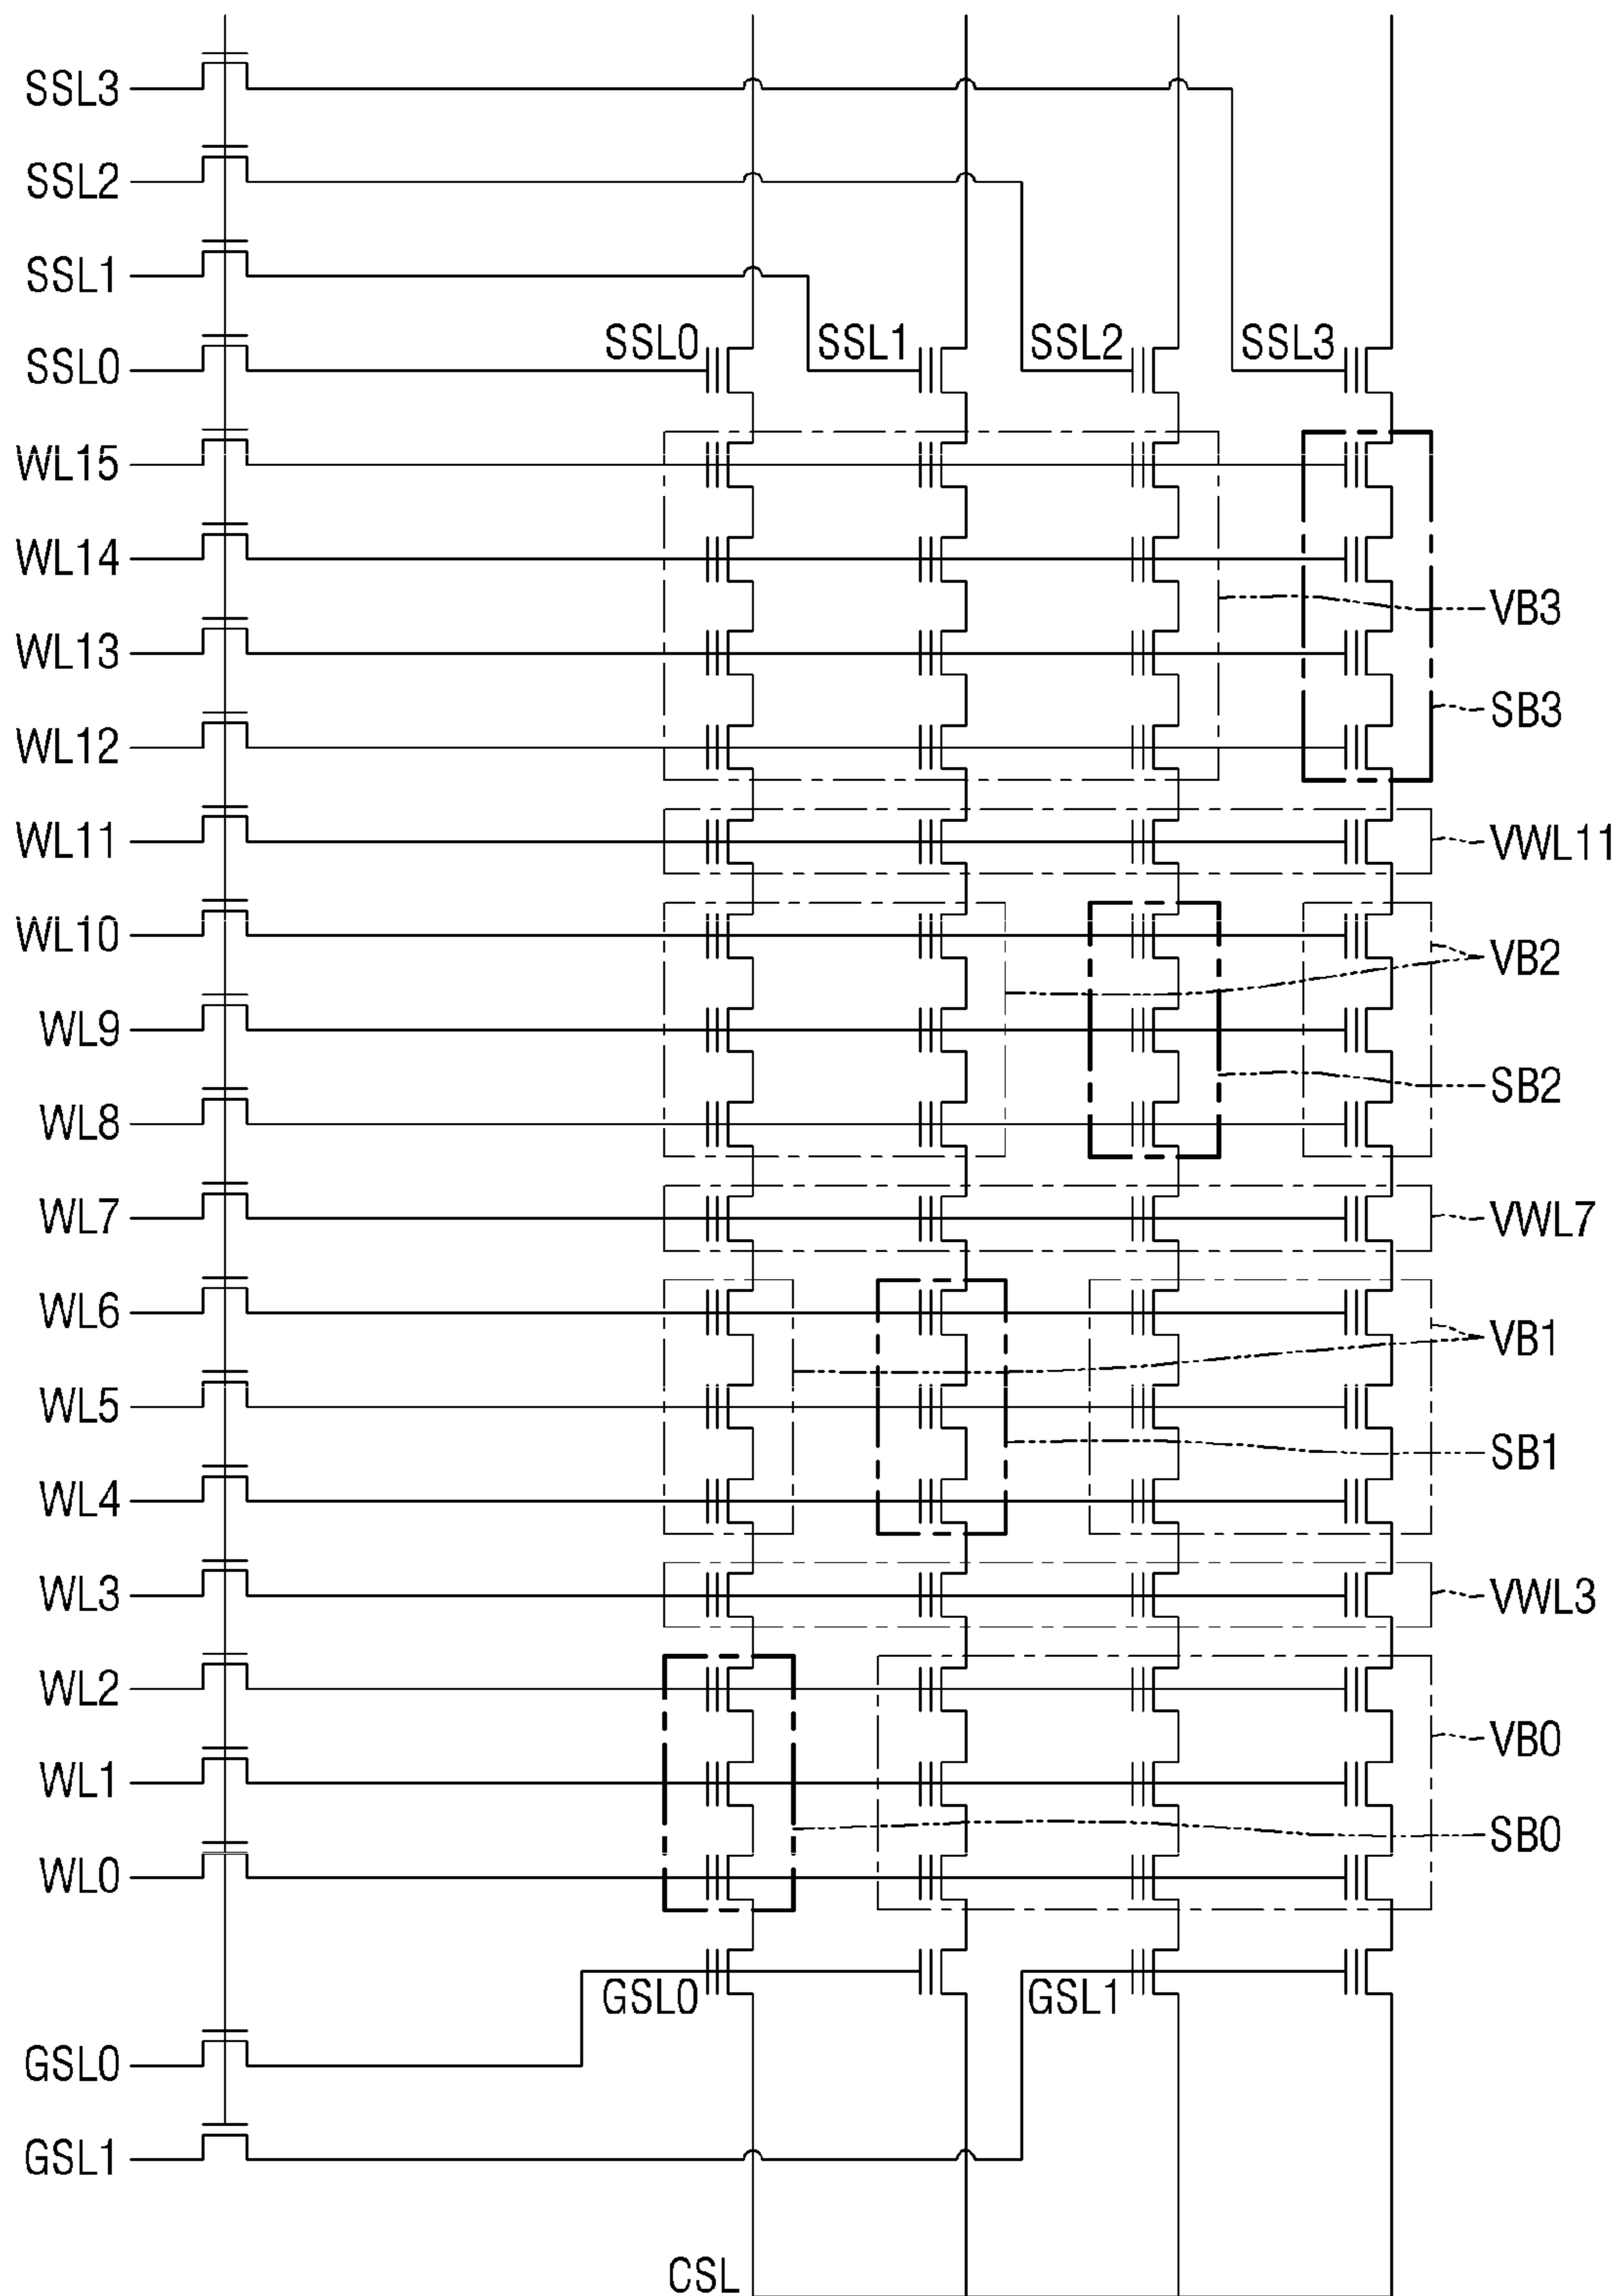 SSL3
SSL2
SSL1
SSL0 SSL0 SSL1 SSL2 SSL3
WL15
WL14
VB3
WL13
SB3
WL12
WL11 VWL11
WL10 VB2
WL9
SB2
WL8
WL7 VWL7
WL6 VB1
WL5
SB1
WL4
WL3 VWL3
WL2
VB0
WL1
SB0
WL0
GSL0 GSL1
GSL0
GSL1
CSL